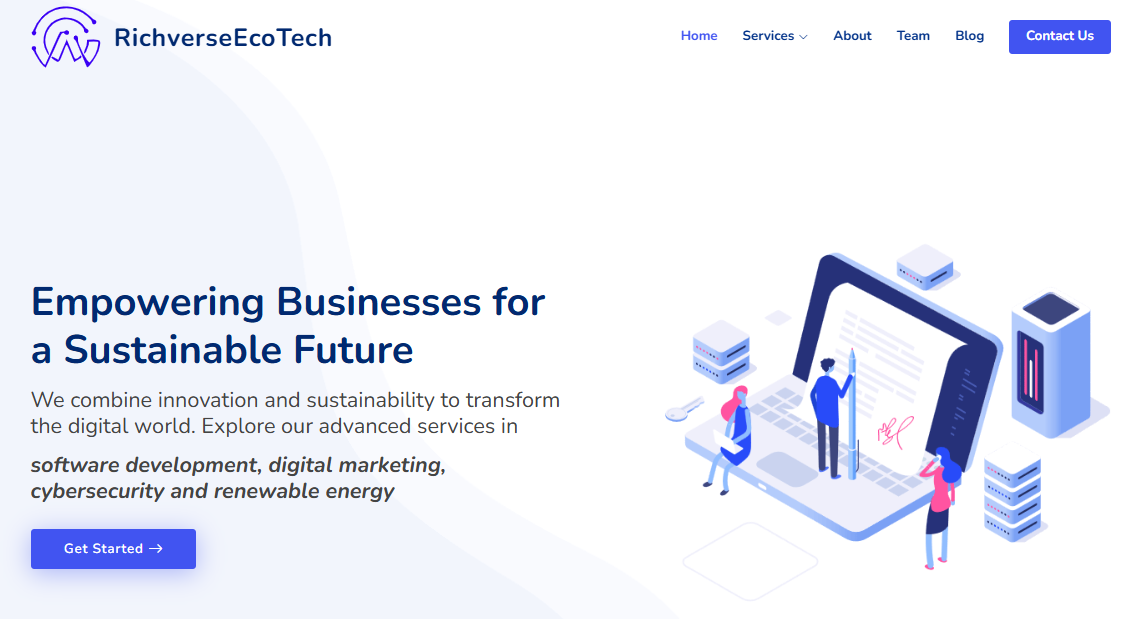 RichverseEcoTech
Home Services About Team Blog Contact Us
Empowering Businesses for
a Sustainable Future
We combine innovation and sustainability to transform
the digital world. Explore our advanced services in
software development, digital marketing,
cybersecurity and renewable energy
Get Started →